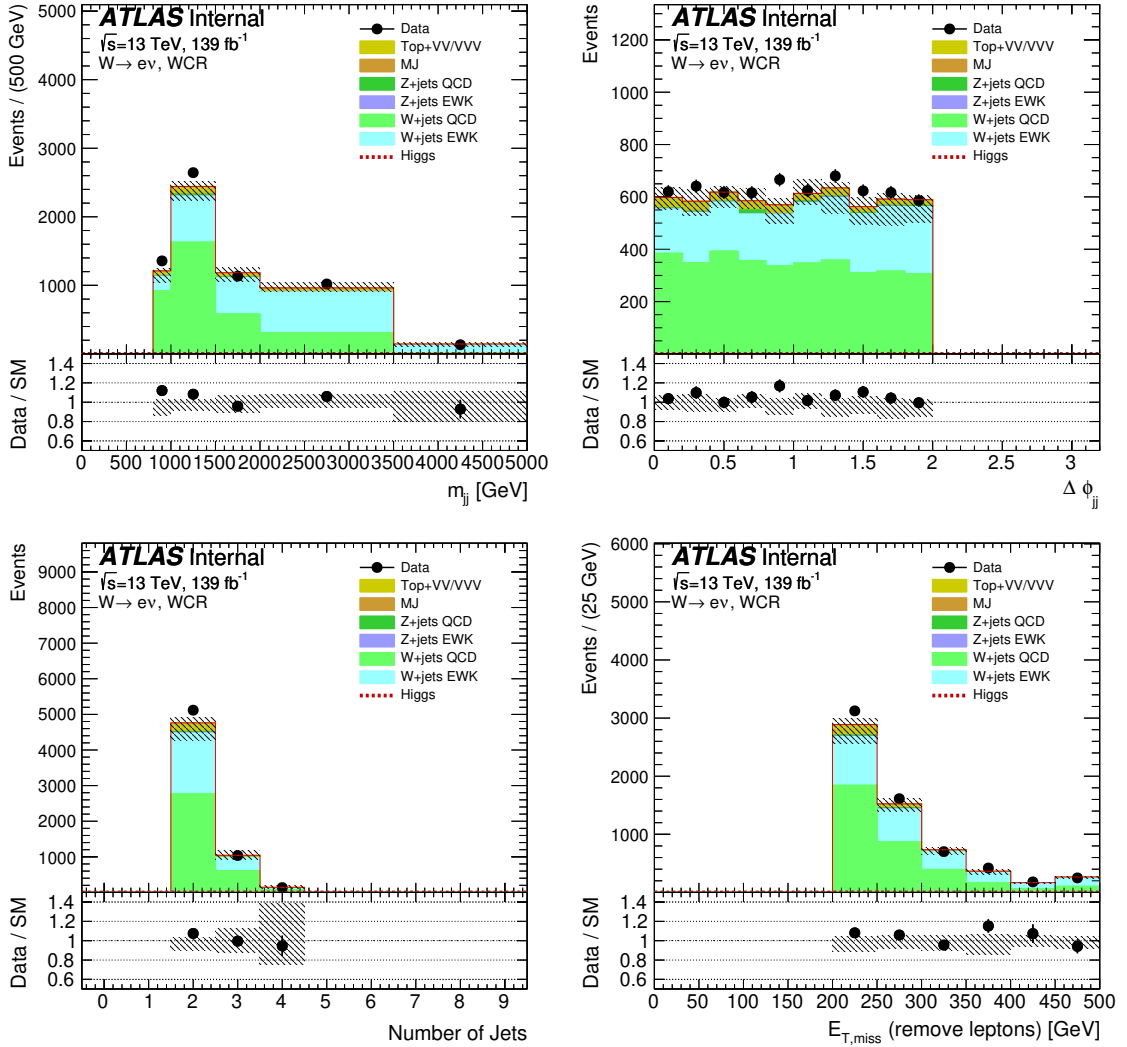 ATLAS Internal
√s=13 TeV, 139 fb⁻¹
W→ eν, WCR
Data
Top+VV/VVV
MJ
Z+jets QCD
Z+jets EWK
W+jets QCD
W+jets EWK
Higgs
Events / (500 GeV)
5000
4000
3000
2000
1000
Data / SM
1.4
1.2
1
0.8
0.6
0 500 1000 1500 2000 2500 3000 3500 4000 4500 5000
m_jj [GeV]
ATLAS Internal
√s=13 TeV, 139 fb⁻¹
W→ eν, WCR
Data
Top+VV/VVV
MJ
Z+jets QCD
Z+jets EWK
W+jets QCD
W+jets EWK
Higgs
Events
1200
1000
800
600
400
200
Data / SM
1.4
1.2
1
0.8
0.6
0 0.5 1 1.5 2 2.5 3
Δ ϕ_jj
ATLAS Internal
√s=13 TeV, 139 fb⁻¹
W→ eν, WCR
Data
Top+VV/VVV
MJ
Z+jets QCD
Z+jets EWK
W+jets QCD
W+jets EWK
Higgs
Events
9000
8000
7000
6000
5000
4000
3000
2000
1000
Data / SM
1.4
1.2
1
0.8
0.6
0 1 2 3 4 5 6 7 8 9
Number of Jets
ATLAS Internal
√s=13 TeV, 139 fb⁻¹
W→ eν, WCR
Data
Top+VV/VVV
MJ
Z+jets QCD
Z+jets EWK
W+jets QCD
W+jets EWK
Higgs
Events / (25 GeV)
6000
5000
4000
3000
2000
1000
Data / SM
1.4
1.2
1
0.8
0.6
0 50 100 150 200 250 300 350 400 450 500
E_T,miss (remove leptons) [GeV]